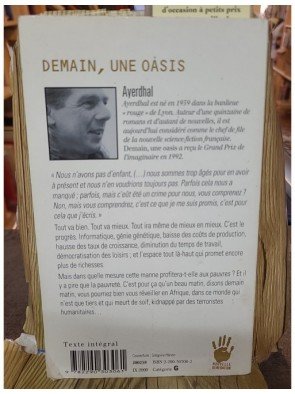 d'occasion à petits prix
DEMAIN, UNE OASIS
Ayerdhal
Ayerdhal est né en 1959 dans la banlieue
« rouge » de Lyon. Auteur d'une quinzaine de
romans et d'autant de nouvelles, il est
aujourd'hui considéré comme le chef de file
de la nouvelle science-fiction française.
Demain, une oasis a reçu le Grand Prix de
l'Imaginaire en 1992.
« Nous n'avons pas d'enfant, (...) nous sommes trop âgés pour en avoir
à présent et nous n'en voudrions toujours pas. Parfois cela nous a
manqué ; parfois, mais c'eût été un crime pour nous, vous comprenez ?
Non, mais vous comprendrez, c'est ce que je me suis promis, c'est pour
cela que j'écris. »
Tout va bien. Tout va mieux. Tout ira même de mieux en mieux. C'est le
progrès. Informatique, génie génétique, baisse des coûts de production,
hausse des taux de croissance, diminution du temps de travail,
démocratisation des loisirs ; et l'espace tout là-haut qui promet encore
plus de richesses.
Mais dans quelle mesure cette manne profitera-t-elle aux pauvres ? Et il
y a pire que la pauvreté. C'est pour ça qu'un beau matin, disons demain
matin, vous pourriez bien vous réveiller en Afrique, dans ce monde qui
n'est que tiers et qui meurt de soif, kidnappé par des terroristes
humanitaires...
Texte intégral
IX 2000 Catégorie G